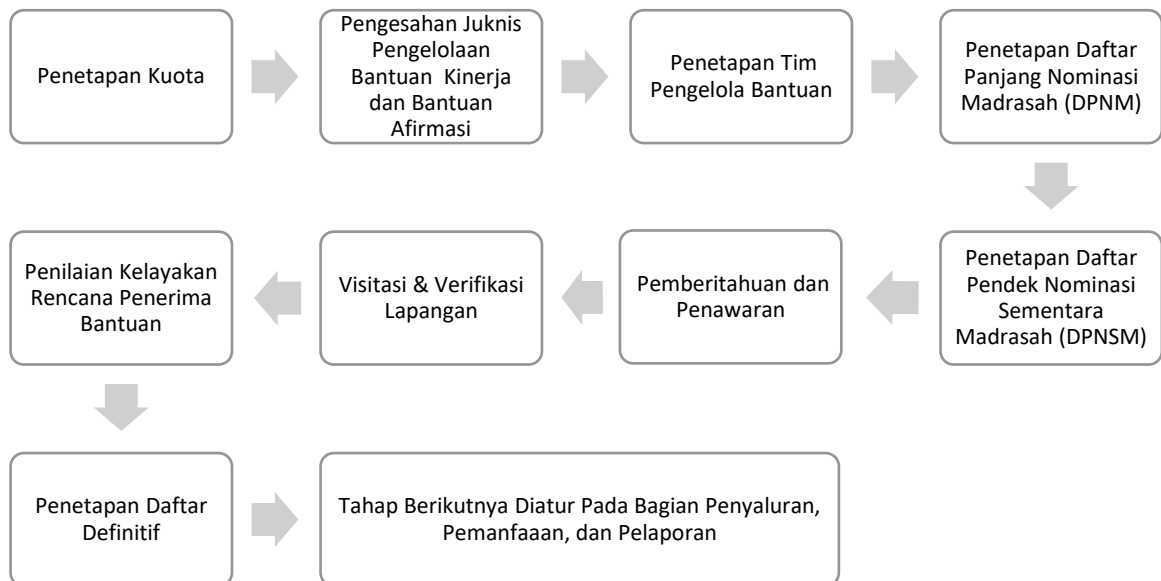 Penetapan Kuota
Pengesahan Juknis
Pengelolaan
Bantuan Kinerja
dan Bantuan
Afirmasi
Penetapan Tim
Pengelola Bantuan
Penetapan Daftar
Panjang Nominasi
Madrasah (DPNM)
Penetapan Daftar
Pendek Nominasi
Sementara
Madrasah (DPNSM)
Pemberitahuan dan
Penawaran
Visitasi & Verifikasi
Lapangan
Penilaian Kelayakan
Rencana Penerima
Bantuan
Penetapan Daftar
Definitif
Tahap Berikutnya Diatur Pada Bagian Penyaluran,
Pemanfaaan, dan Pelaporan